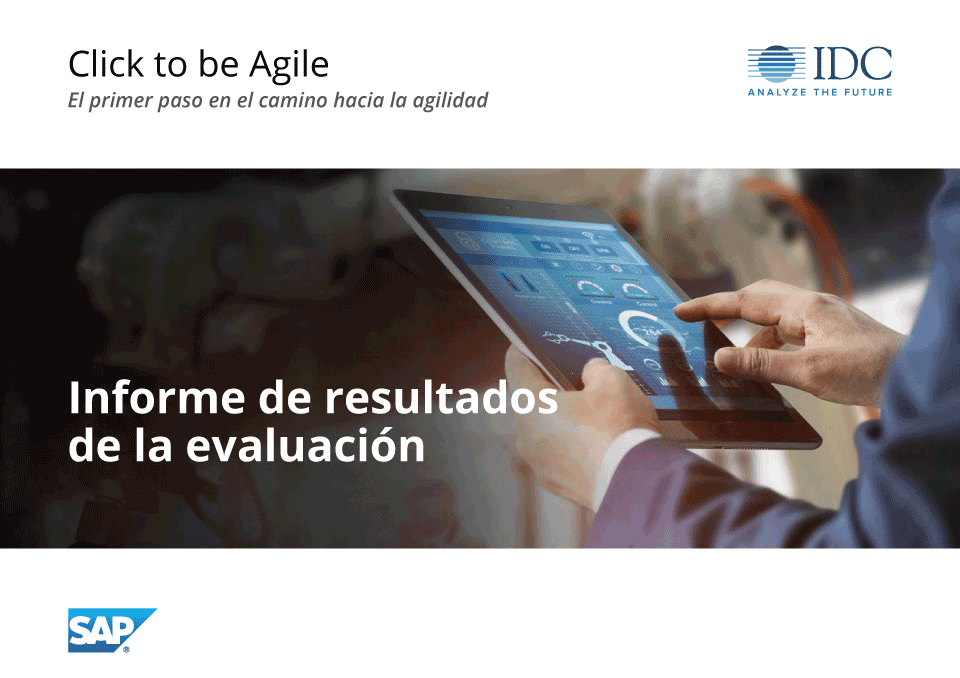 Click to be Agile
El primer paso en el camino hacia la agilidad
IDC
ANALYZE THE FUTURE
Informe de resultados
de la evaluación
SAP®